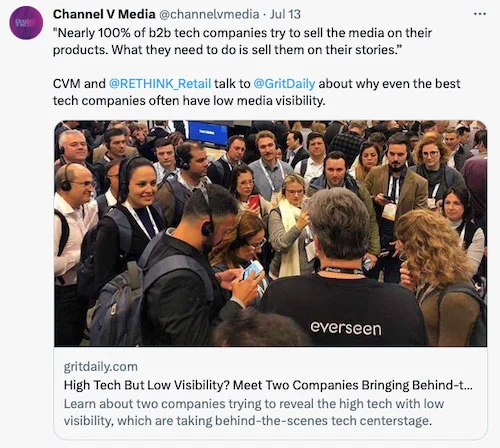 Channel V Media @channelvmedia · Jul 13
"Nearly 100% of b2b tech companies try to sell the media on their
products. What they need to do is sell them on their stories.”
CVM and @RETHINK_Retail talk to @GritDaily about why even the best
tech companies often have low media visibility.
everseen
gritdaily.com
High Tech But Low Visibility? Meet Two Companies Bringing Behind-t...
Learn about two companies trying to reveal the high tech with low
visibility, which are taking behind-the-scenes tech centerstage.